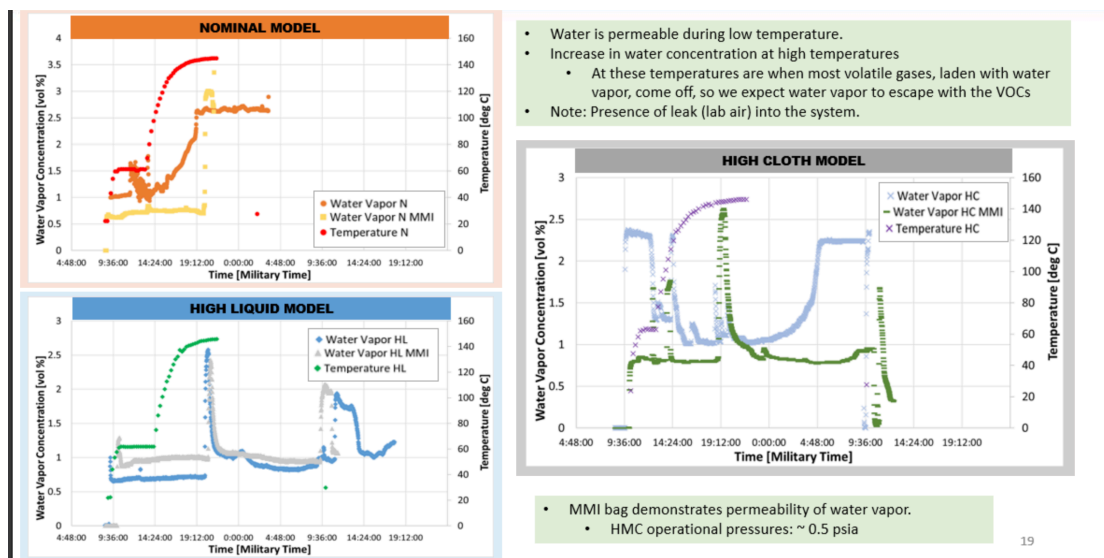 NOMINAL MODEL
Water Vapor Concentration [vol %]
4
3.5
3
2.5
2
1.5
1
0.5
0
160
140
120
100
80
60
40
20
0
Temperature [deg C]
Water Vapor N
Water Vapor N MMI
Temperature N
4:48:00 9:36:00 14:24:00 19:12:00 0:00:00 4:48:00 9:36:00 14:24:00 19:12:00
Time [Military Time]
HIGH LIQUID MODEL
Water Vapor Concentration [vol %]
3
2.5
2
1.5
1
0.5
0
160
140
120
100
80
60
40
20
0
Temperature [deg C]
Water Vapor HL
Water Vapor HL MMI
Temperature HL
4:48:00 9:36:00 14:24:00 19:12:00 0:00:00 4:48:00 9:36:00 14:24:00 19:12:00
Time [Military Time]
• Water is permeable during low temperature.
• Increase in water concentration at high temperatures
• At these temperatures are when most volatile gases, laden with water
vapor, come off, so we expect water vapor to escape with the VOCs
• Note: Presence of leak (lab air) into the system.
HIGH CLOTH MODEL
Water Vapor Concentration [vol %]
3
2.5
2
1.5
1
0.5
0
160
140
120
100
80
60
40
20
0
Temperature [deg C]
Water Vapor HC
Water Vapor HC MMI
Temperature HC
4:48:00 9:36:00 14:24:00 19:12:00 0:00:00 4:48:00 9:36:00 14:24:00 19:12:00
Time [Military Time]
• MMI bag demonstrates permeability of water vapor.
• HMC operational pressures: ~ 0.5 psia
19